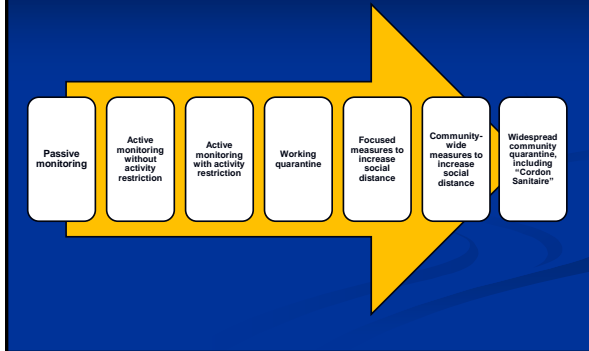 Passive
monitoring
Active
monitoring
without
activity
restriction
Active
monitoring
with activity
restriction
Working
quarantine
Focused
measures to
increase
social
distance
Community-
wide
measures to
increase
social
distance
Widespread
community
quarantine,
including
“Cordon
Sanitaire”